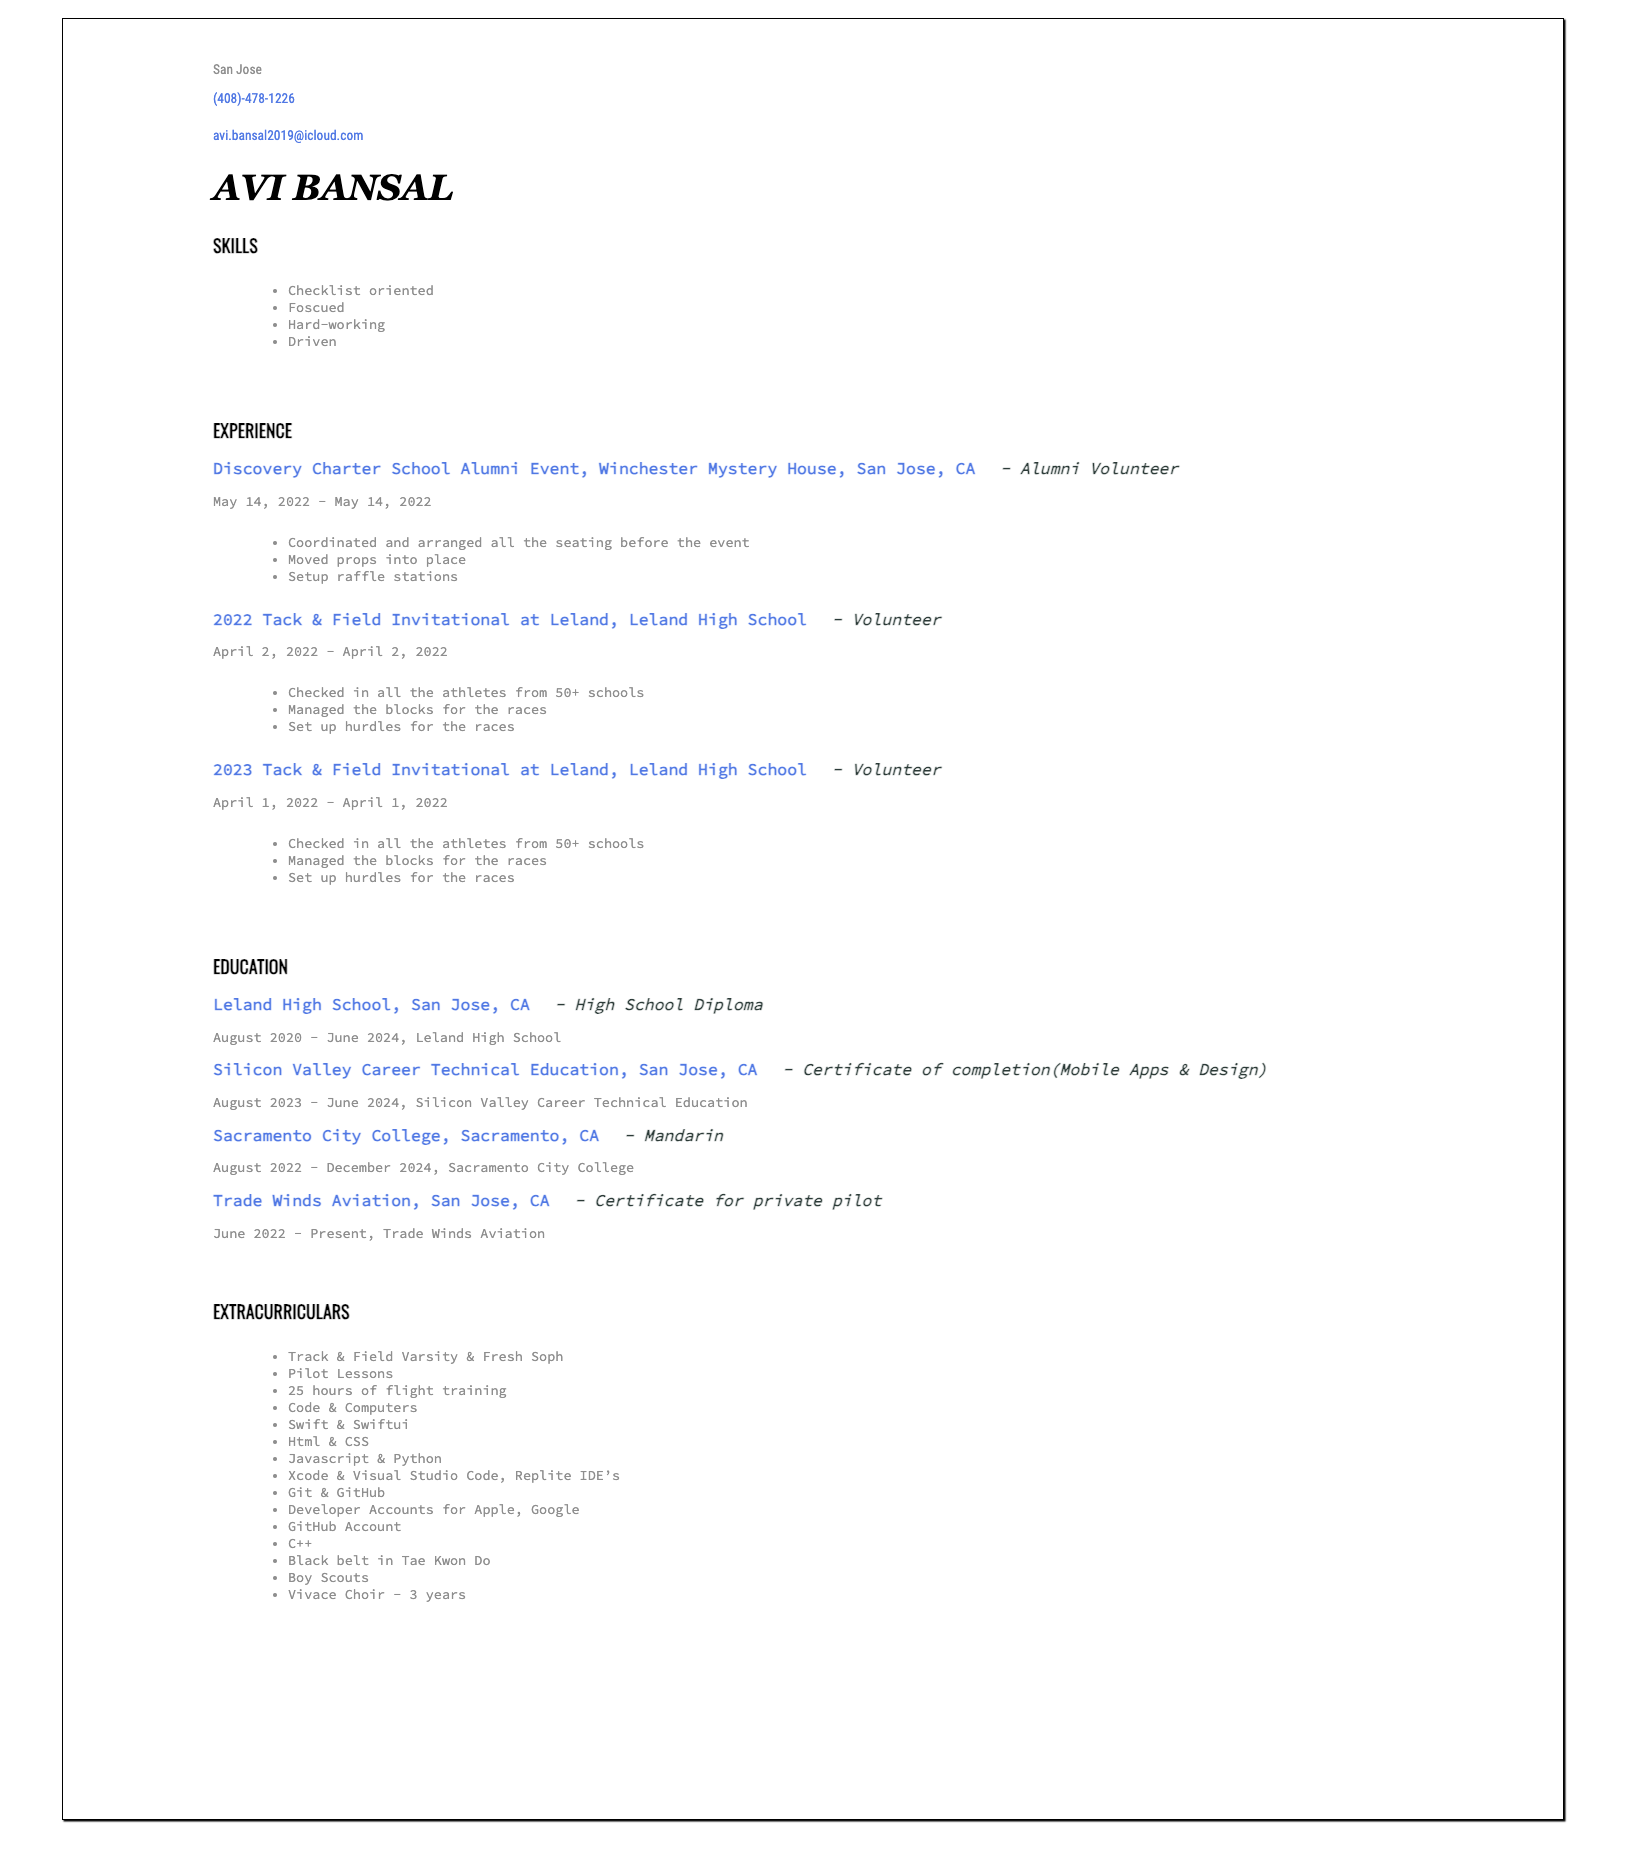 San Jose
(408)-478-1226
avi.bansal2019@icloud.com
AVI BANSAL
SKILLS
• Checklist oriented
• Foscued
• Hard-working
• Driven
EXPERIENCE
Discovery Charter School Alumni Event, Winchester Mystery House, San Jose, CA - Alumni Volunteer
May 14, 2022 - May 14, 2022
• Coordinated and arranged all the seating before the event
• Moved props into place
• Setup raffle stations
2022 Tack & Field Invitational at Leland, Leland High School - Volunteer
April 2, 2022 - April 2, 2022
• Checked in all the athletes from 50+ schools
• Managed the blocks for the races
• Set up hurdles for the races
2023 Tack & Field Invitational at Leland, Leland High School - Volunteer
April 1, 2022 - April 1, 2022
• Checked in all the athletes from 50+ schools
• Managed the blocks for the races
• Set up hurdles for the races
EDUCATION
Leland High School, San Jose, CA - High School Diploma
August 2020 - June 2024, Leland High School
Silicon Valley Career Technical Education, San Jose, CA - Certificate of completion(Mobile Apps & Design)
August 2023 - June 2024, Silicon Valley Career Technical Education
Sacramento City College, Sacramento, CA - Mandarin
August 2022 - December 2024, Sacramento City College
Trade Winds Aviation, San Jose, CA - Certificate for private pilot
June 2022 - Present, Trade Winds Aviation
EXTRACURRICULARS
• Track & Field Varsity & Fresh Soph
• Pilot Lessons
• 25 hours of flight training
• Code & Computers
• Swift & Swiftui
• Html & CSS
• Javascript & Python
• Xcode & Visual Studio Code, Replite IDE’s
• Git & GitHub
• Developer Accounts for Apple, Google
• GitHub Account
• C++
• Black belt in Tae Kwon Do
• Boy Scouts
• Vivace Choir - 3 years